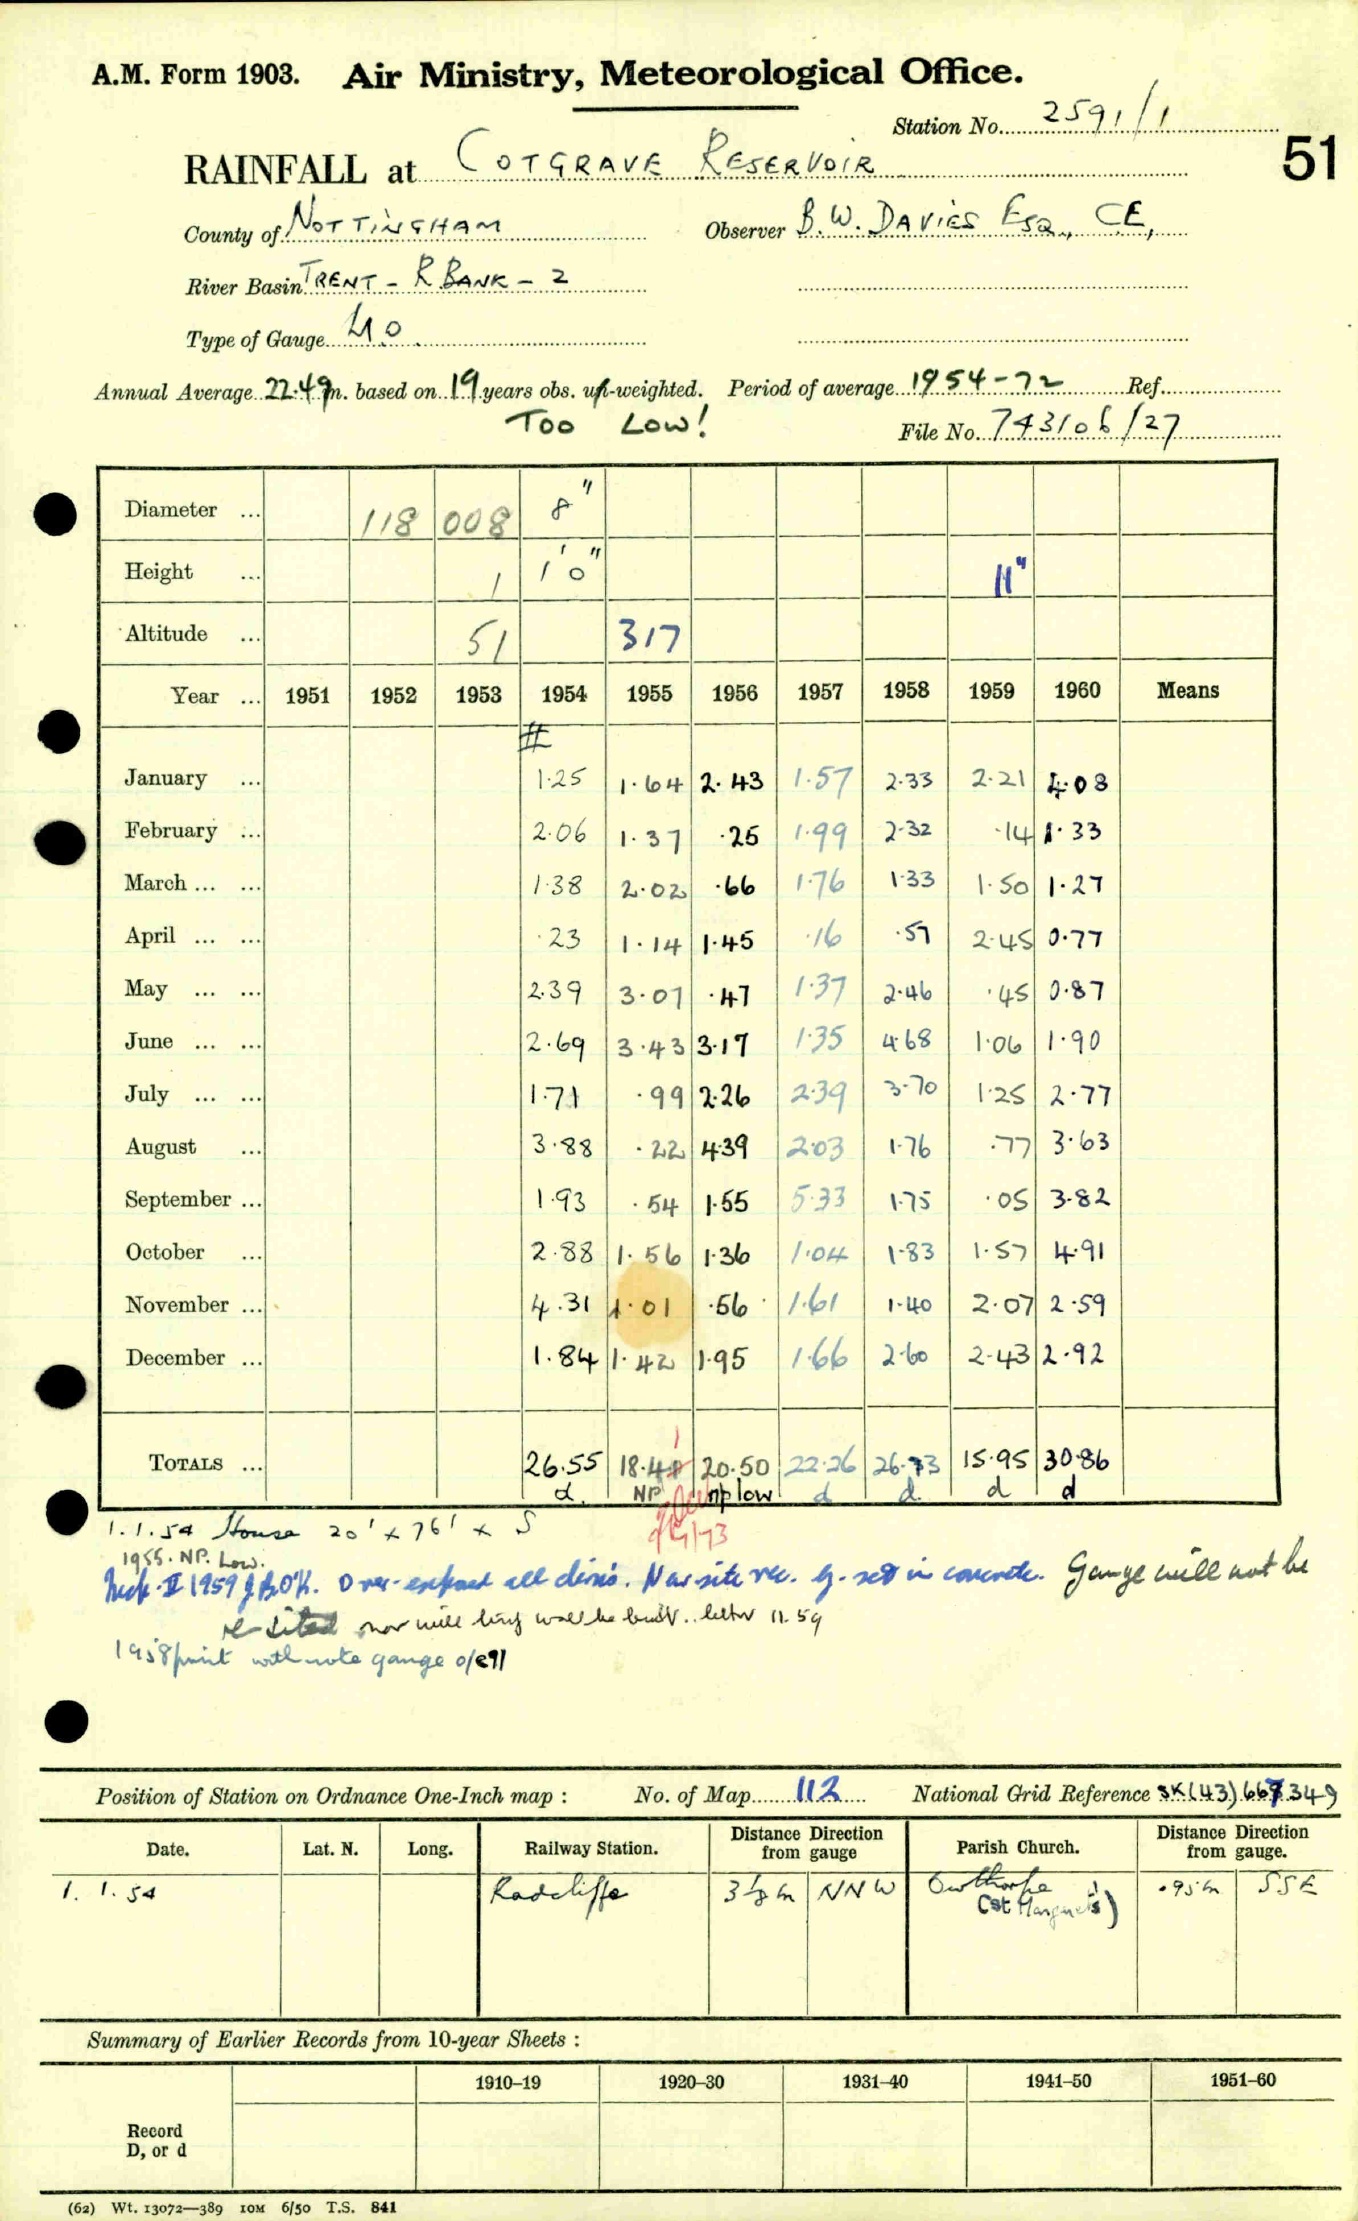 A.M. Form 1903. Air Ministry, Meteorological Office.
Station No. 2591/1
51
RAINFALL at COTGRAVE RESERVOIR
County of NOTTINGHAM Observer B.W. DAVIES ESQ., CE,
River Basin TRENT - R BANK - 2
Type of Gauge M.O.
Annual Average 22.49 in. based on 19 years obs. un-weighted. Period of average 1954-72 Ref.
TOO LOW! File No. 743106/27
Diameter ... 118 008 8"
Height ... 1 1' 0" 11"
Altitude ... 51 317
Year ... 1951 1952 1953 1954 1955 1956 1957 1958 1959 1960 Means
#
January ... 1.25 1.64 2.43 1.57 2.33 2.21 4.08
February ... 2.06 1.37 .25 1.99 2.32 .14 1.33
March ... ... 1.38 2.02 .66 1.76 1.33 1.50 1.27
April ... ... .23 1.14 1.45 .16 .57 2.45 0.77
May ... ... 2.39 3.07 .47 1.37 2.46 .45 0.87
June ... ... 2.69 3.43 3.17 1.35 4.68 1.06 1.90
July ... ... 1.71 .99 2.26 2.39 3.70 1.25 2.77
August ... 3.88 .22 4.39 2.03 1.76 .77 3.63
September ... 1.93 .54 1.55 5.33 1.75 .05 3.82
October ... 2.88 1.56 1.36 1.04 1.83 1.57 4.91
November ... 4.31 1.01 .56 1.61 1.40 2.07 2.59
December ... 1.84 1.42 1.95 1.66 2.60 2.43 2.92
1
TOTALS ... 26.55 18.41 20.50 22.26 26.73 15.95 30.86
d. NP np low d d. d d
1.1.54 House 20' x 76' x S
1955. NP. Low.
1959 Over-exposed all dirns. New site rec. g. set in concrete. Gauge will not be
re-sited nor will turf wall be built. letter 11.59
1958 print with note gauge o/e
Position of Station on Ordnance One-Inch map : No. of Map 112 National Grid Reference SK(43) 667349
Date. Lat. N. Long. Railway Station. Distance from gauge Direction Parish Church. Distance from gauge. Direction
1. 1. 54 Radcliffe 3⅛ m NNW Owthorpe .95m SSE
(St Margaret's)
Summary of Earlier Records from 10-year Sheets :
1910–19 1920–30 1931–40 1941–50 1951–60
Record
D, or d
(62) Wt. 13072—389 10M 6/50 T.S. 841